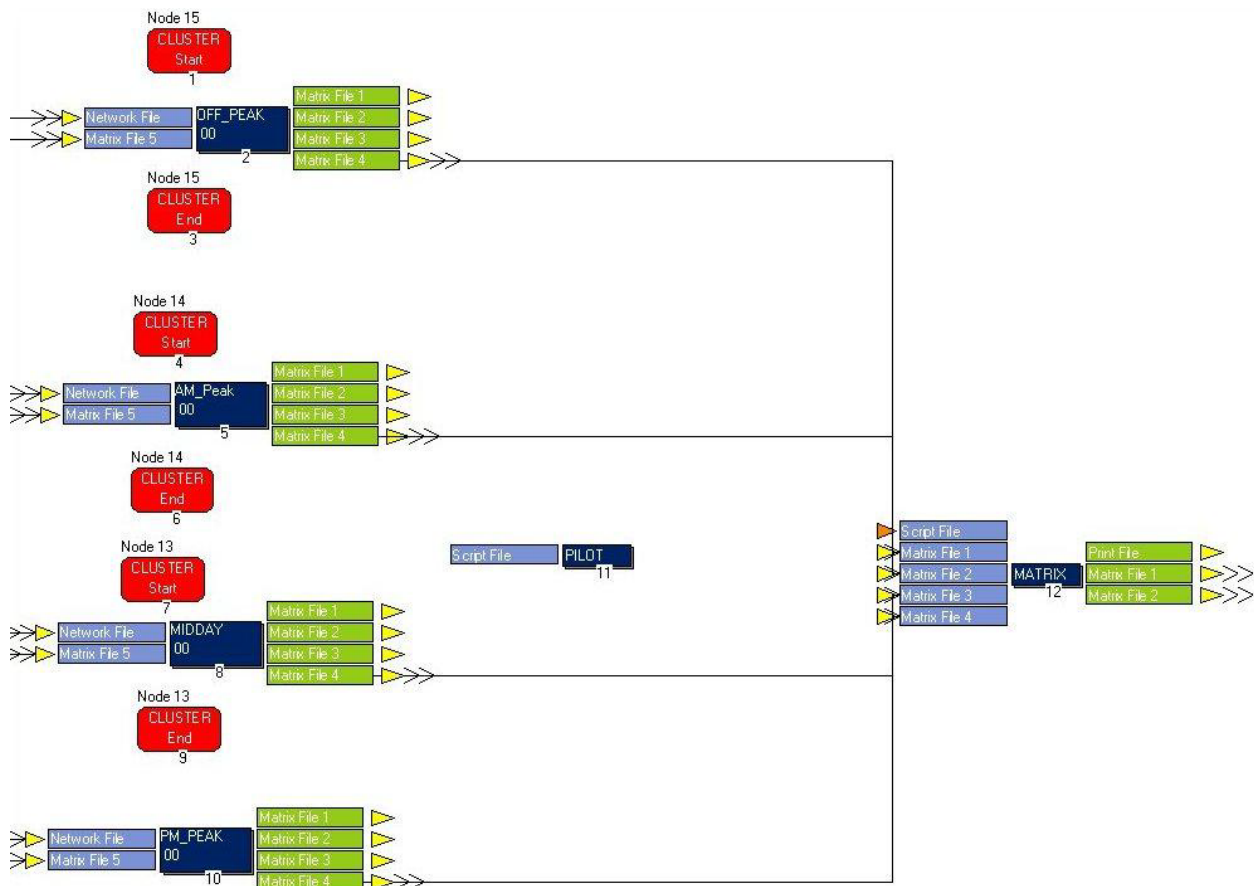 Node 15
CLUSTER
Start
1
Network File
Matrix File 5
OFF_PEAK
00
2
Matrix File 1
Matrix File 2
Matrix File 3
Matrix File 4
Node 15
CLUSTER
End
3
Node 14
CLUSTER
Start
4
Network File
Matrix File 5
AM_Peak
00
5
Matrix File 1
Matrix File 2
Matrix File 3
Matrix File 4
Node 14
CLUSTER
End
6
Node 13
CLUSTER
Start
7
Network File
Matrix File 5
MIDDAY
00
8
Matrix File 1
Matrix File 2
Matrix File 3
Matrix File 4
Node 13
CLUSTER
End
9
Network File
Matrix File 5
PM_PEAK
00
10
Matrix File 1
Matrix File 2
Matrix File 3
Matrix File 4
Script File
PILOT
11
Script File
Matrix File 1
Matrix File 2
Matrix File 3
Matrix File 4
MATRIX
12
Print File
Matrix File 1
Matrix File 2